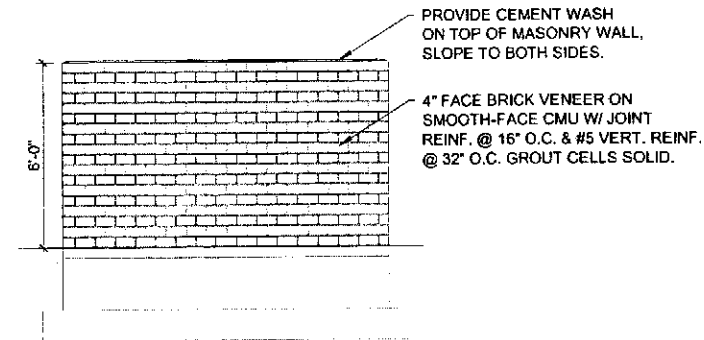 PROVIDE CEMENT WASH
ON TOP OF MASONRY WALL,
SLOPE TO BOTH SIDES.
4" FACE BRICK VENEER ON
SMOOTH-FACE CMU W/ JOINT
REINF. @ 16" O.C. & #5 VERT. REINF.
@ 32" O.C. GROUT CELLS SOLID.
6'-0"